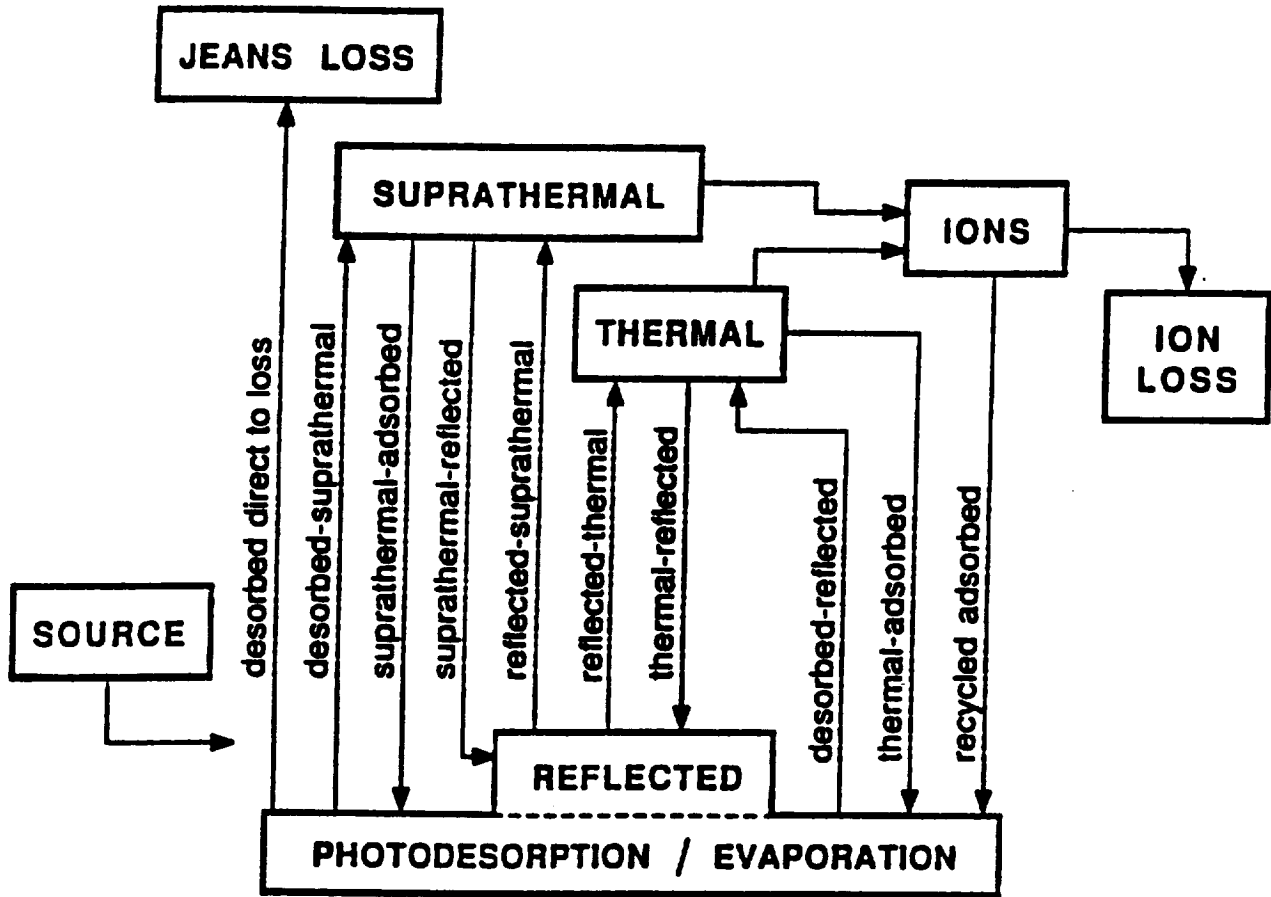 JEANS LOSS
SUPRATHERMAL
IONS
THERMAL
ION
LOSS
desorbed direct to loss
desorbed-suprathermal
suprathermal-adsorbed
suprathermal-reflected
reflected-suprathermal
reflected-thermal
thermal-reflected
desorbed-reflected
thermal-adsorbed
recycled adsorbed
SOURCE
REFLECTED
PHOTODESORPTION / EVAPORATION